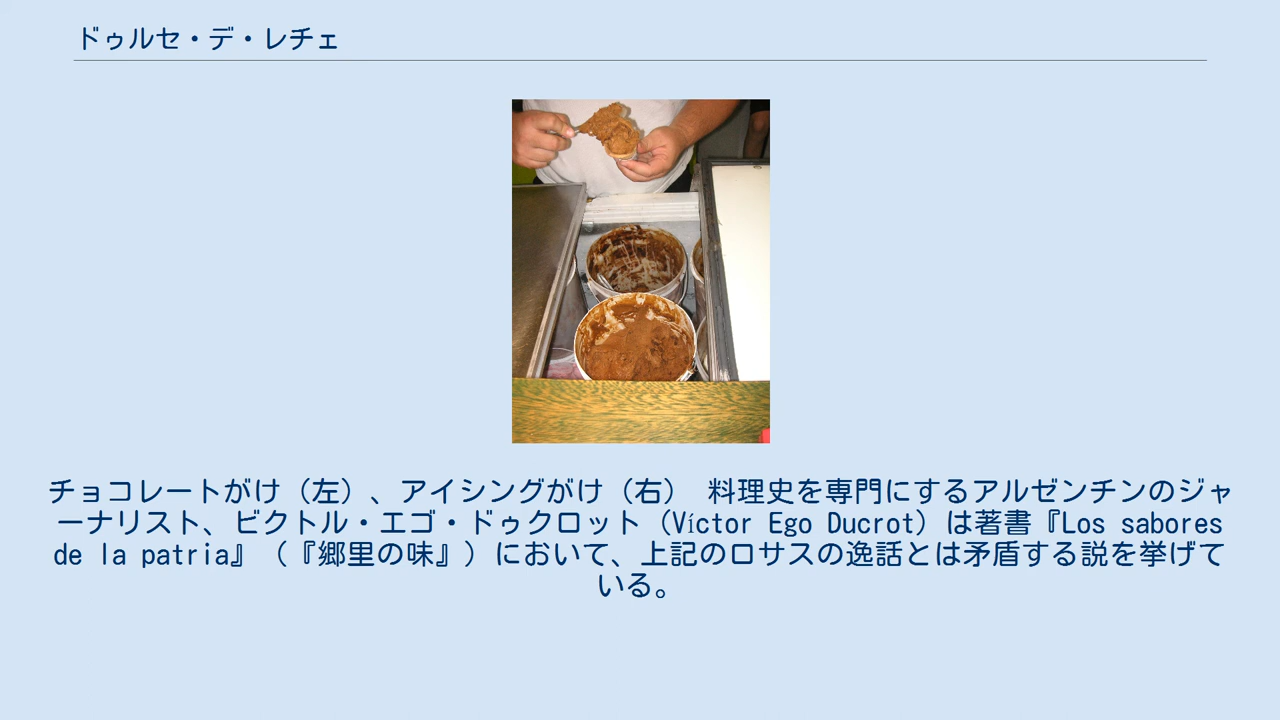 ドゥルセ・デ・レチェ
チョコレートがけ（左）、アイシングがけ（右） 料理史を専門にするアルゼンチンのジャ
ーナリスト、ビクトル・エゴ・ドゥクロット（Víctor Ego Ducrot）は著書『Los sabores
de la patria』（『郷里の味』）において、上記のロサスの逸話とは矛盾する説を挙げて
いる。